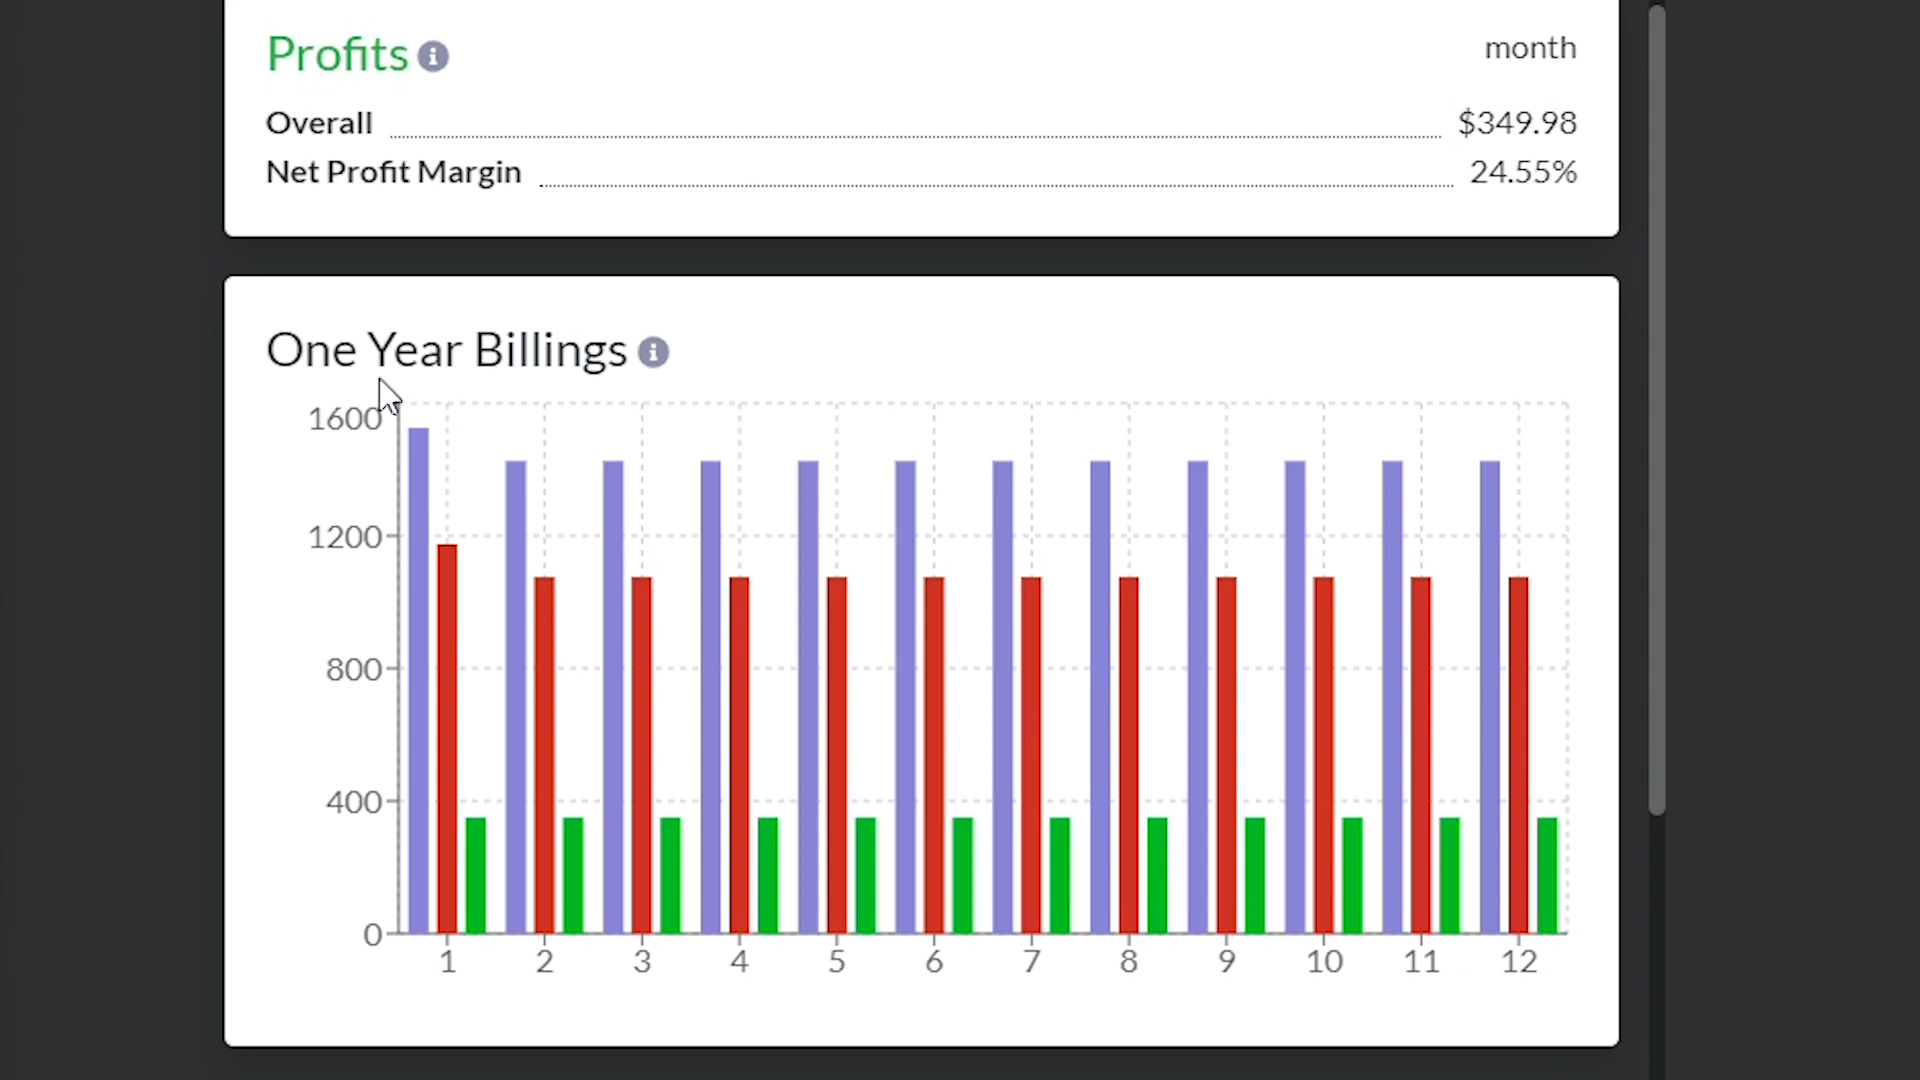 Profits
month
Overall $349.98
Net Profit Margin 24.55%
One Year Billings
1600
1200
800
400
0
1 2 3 4 5 6 7 8 9 10 11 12